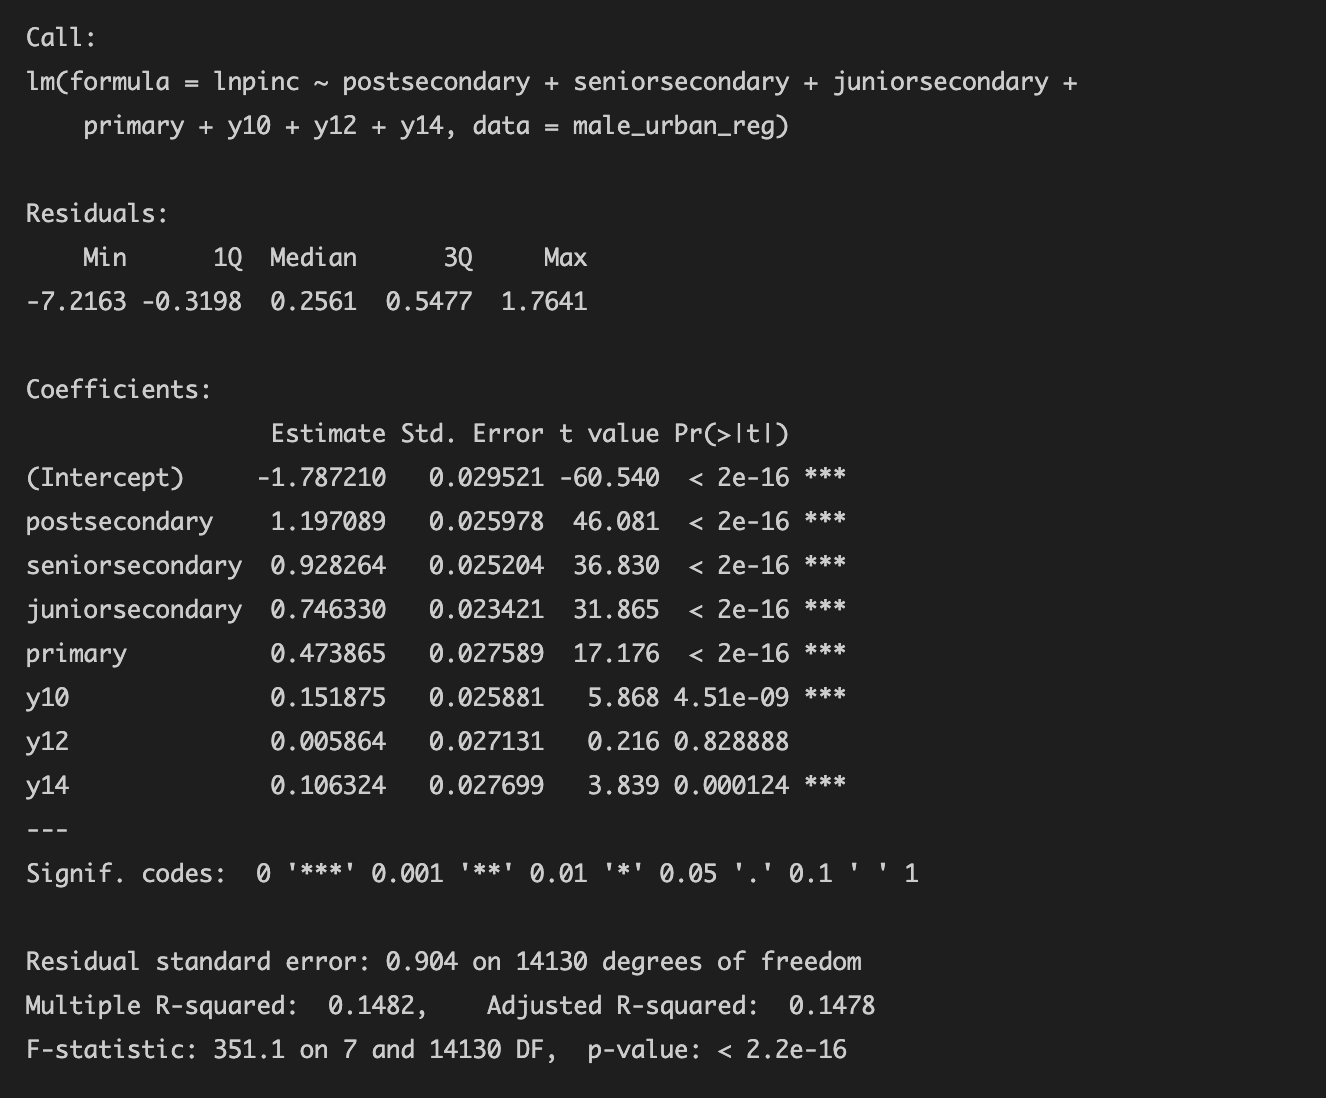 Call:
lm(formula = lnpinc ~ postsecondary + seniorsecondary + juniorsecondary +
    primary + y10 + y12 + y14, data = male_urban_reg)

Residuals:
    Min      1Q  Median      3Q     Max
-7.2163 -0.3198  0.2561  0.5477  1.7641

Coefficients:
                 Estimate Std. Error t value Pr(>|t|)
(Intercept)     -1.787210   0.029521 -60.540  < 2e-16 ***
postsecondary    1.197089   0.025978  46.081  < 2e-16 ***
seniorsecondary  0.928264   0.025204  36.830  < 2e-16 ***
juniorsecondary  0.746330   0.023421  31.865  < 2e-16 ***
primary          0.473865   0.027589  17.176  < 2e-16 ***
y10              0.151875   0.025881   5.868 4.51e-09 ***
y12              0.005864   0.027131   0.216 0.828888
y14              0.106324   0.027699   3.839 0.000124 ***
---
Signif. codes:  0 '***' 0.001 '**' 0.01 '*' 0.05 '.' 0.1 ' ' 1

Residual standard error: 0.904 on 14130 degrees of freedom
Multiple R-squared:  0.1482,    Adjusted R-squared:  0.1478
F-statistic: 351.1 on 7 and 14130 DF,  p-value: < 2.2e-16